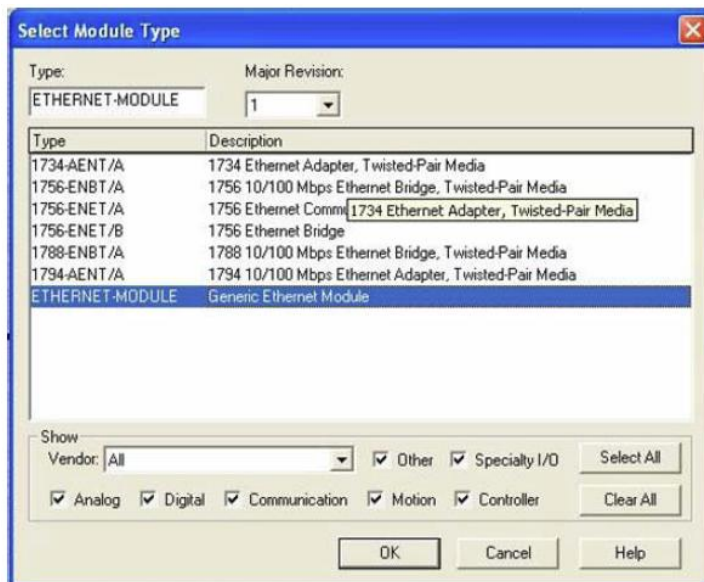 Select Module Type
Type: Major Revision:
ETHERNET-MODULE 1
Type Description
1734-AENT/A 1734 Ethernet Adapter, Twisted-Pair Media
1756-ENBT/A 1756 10/100 Mbps Ethernet Bridge, Twisted-Pair Media
1756-ENET/A 1756 Ethernet Commu 1734 Ethernet Adapter, Twisted-Pair Media
1756-ENET/B 1756 Ethernet Bridge
1788-ENBT/A 1788 10/100 Mbps Ethernet Bridge, Twisted-Pair Media
1794-AENT/A 1794 10/100 Mbps Ethernet Adapter, Twisted-Pair Media
ETHERNET-MODULE Generic Ethernet Module
Show
Vendor: All Other Specialty I/O Select All
Analog Digital Communication Motion Controller Clear All
OK Cancel Help